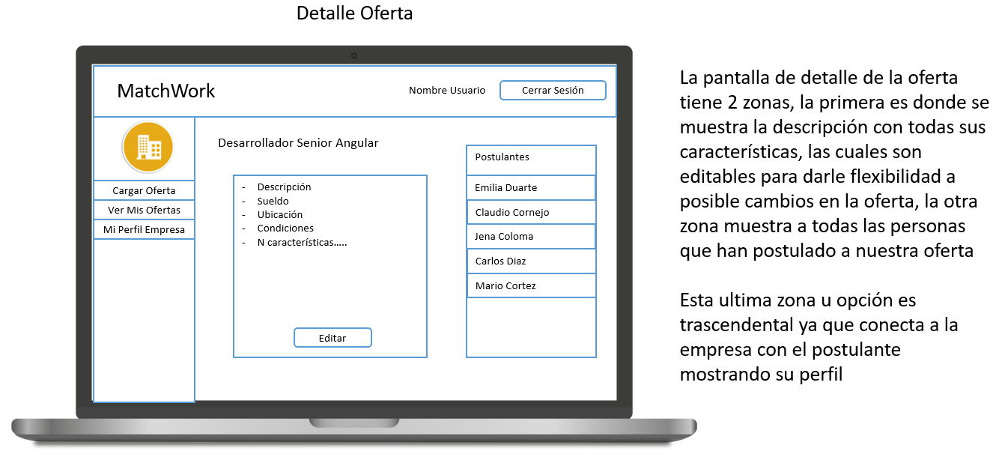 Detalle Oferta
MatchWork
Nombre Usuario
Cerrar Sesión
Cargar Oferta
Ver Mis Ofertas
Mi Perfil Empresa
Desarrollador Senior Angular
- Descripción
- Sueldo
- Ubicación
- Condiciones
- N características…..
Editar
Postulantes
Emilia Duarte
Claudio Cornejo
Jena Coloma
Carlos Diaz
Mario Cortez
La pantalla de detalle de la oferta
tiene 2 zonas, la primera es donde se
muestra la descripción con todas sus
características, las cuales son
editables para darle flexibilidad a
posible cambios en la oferta, la otra
zona muestra a todas las personas
que han postulado a nuestra oferta
Esta ultima zona u opción es
trascendental ya que conecta a la
empresa con el postulante
mostrando su perfil